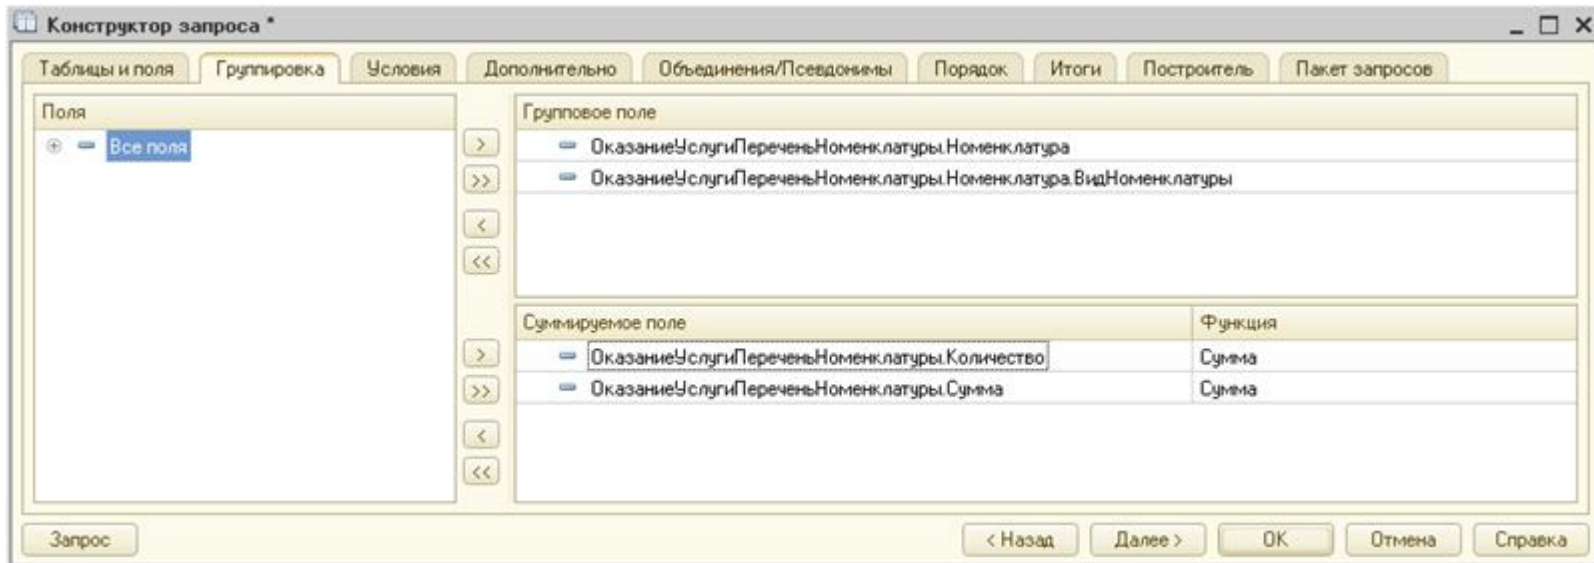 Конструктор запроса *
Таблицы и поля Группировка Условия Дополнительно Объединения/Псевдонимы Порядок Итоги Построитель Пакет запросов
Поля
Все поля
>
>>
<
<<
Групповое поле
ОказаниеУслугиПереченьНоменклатуры.Номенклатура
ОказаниеУслугиПереченьНоменклатуры.Номенклатура.ВидНоменклатуры
Суммируемое поле Функция
ОказаниеУслугиПереченьНоменклатуры.Количество Сумма
ОказаниеУслугиПереченьНоменклатуры.Сумма Сумма
>
>>
<
<<
Запрос < Назад Далее > ОК Отмена Справка